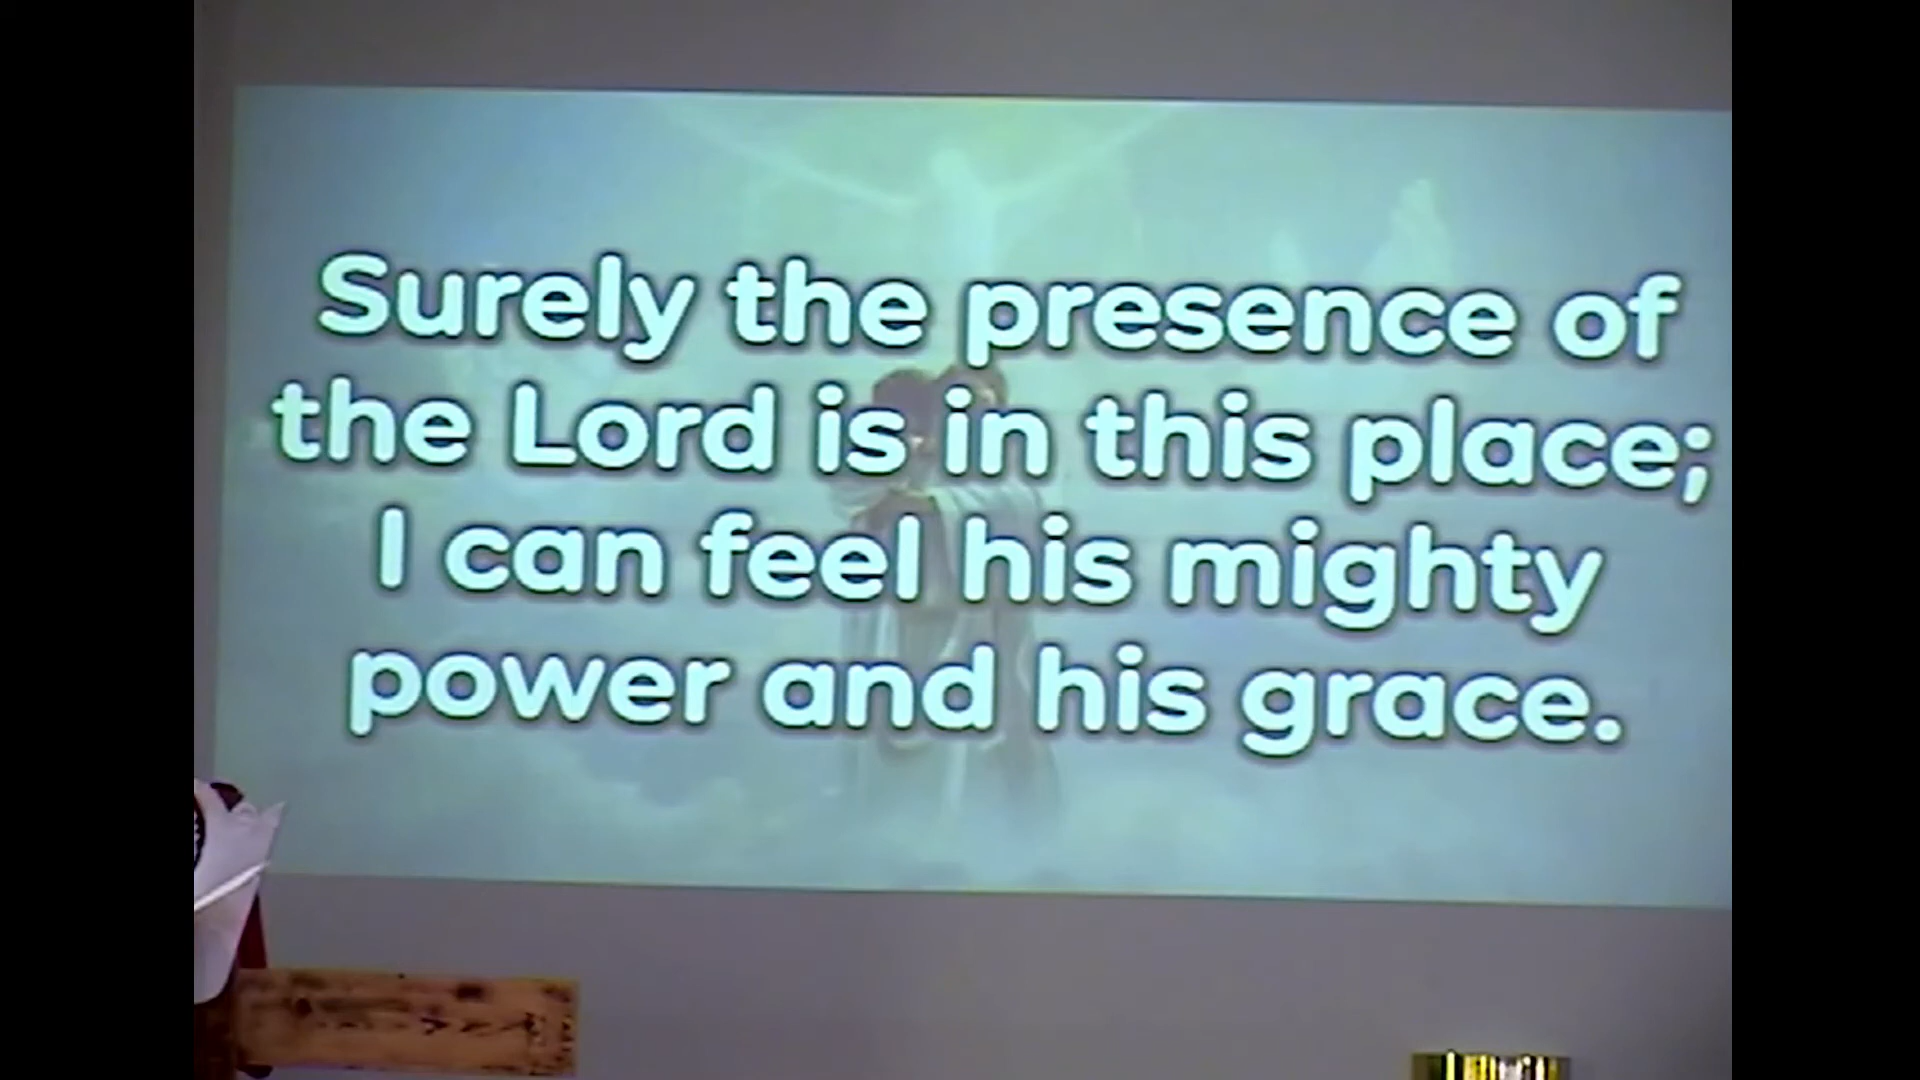 Surely the presence of
the Lord is in this place;
I can feel his mighty
power and his grace.